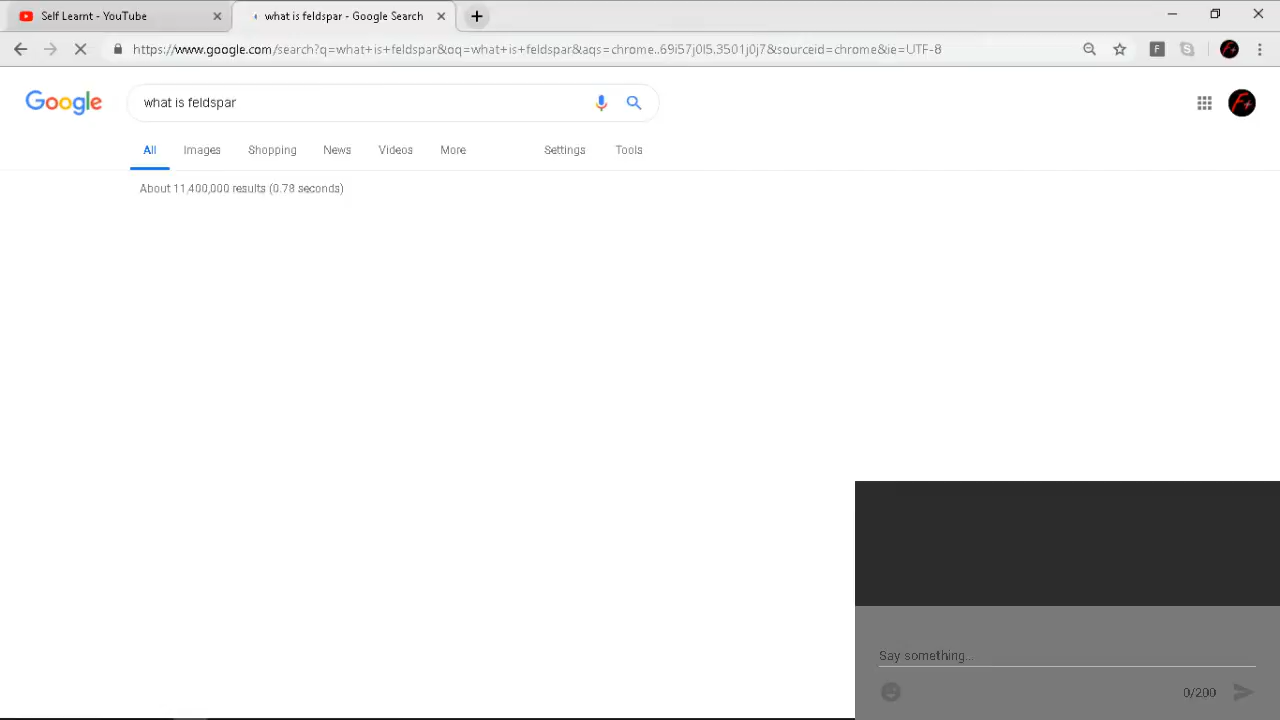 Self Learnt - YouTube
what is feldspar - Google Search
https://www.google.com/search?q=what+is+feldspar&oq=what+is+feldspar&aqs=chrome..69i57j0l5.3501j0j7&sourceid=chrome&ie=UTF-8
F
S
F+
Google
what is feldspar
F+
All
Images
Shopping
News
Videos
More
Settings
Tools
About 11,400,000 results (0.78 seconds)
Say something...
0/200